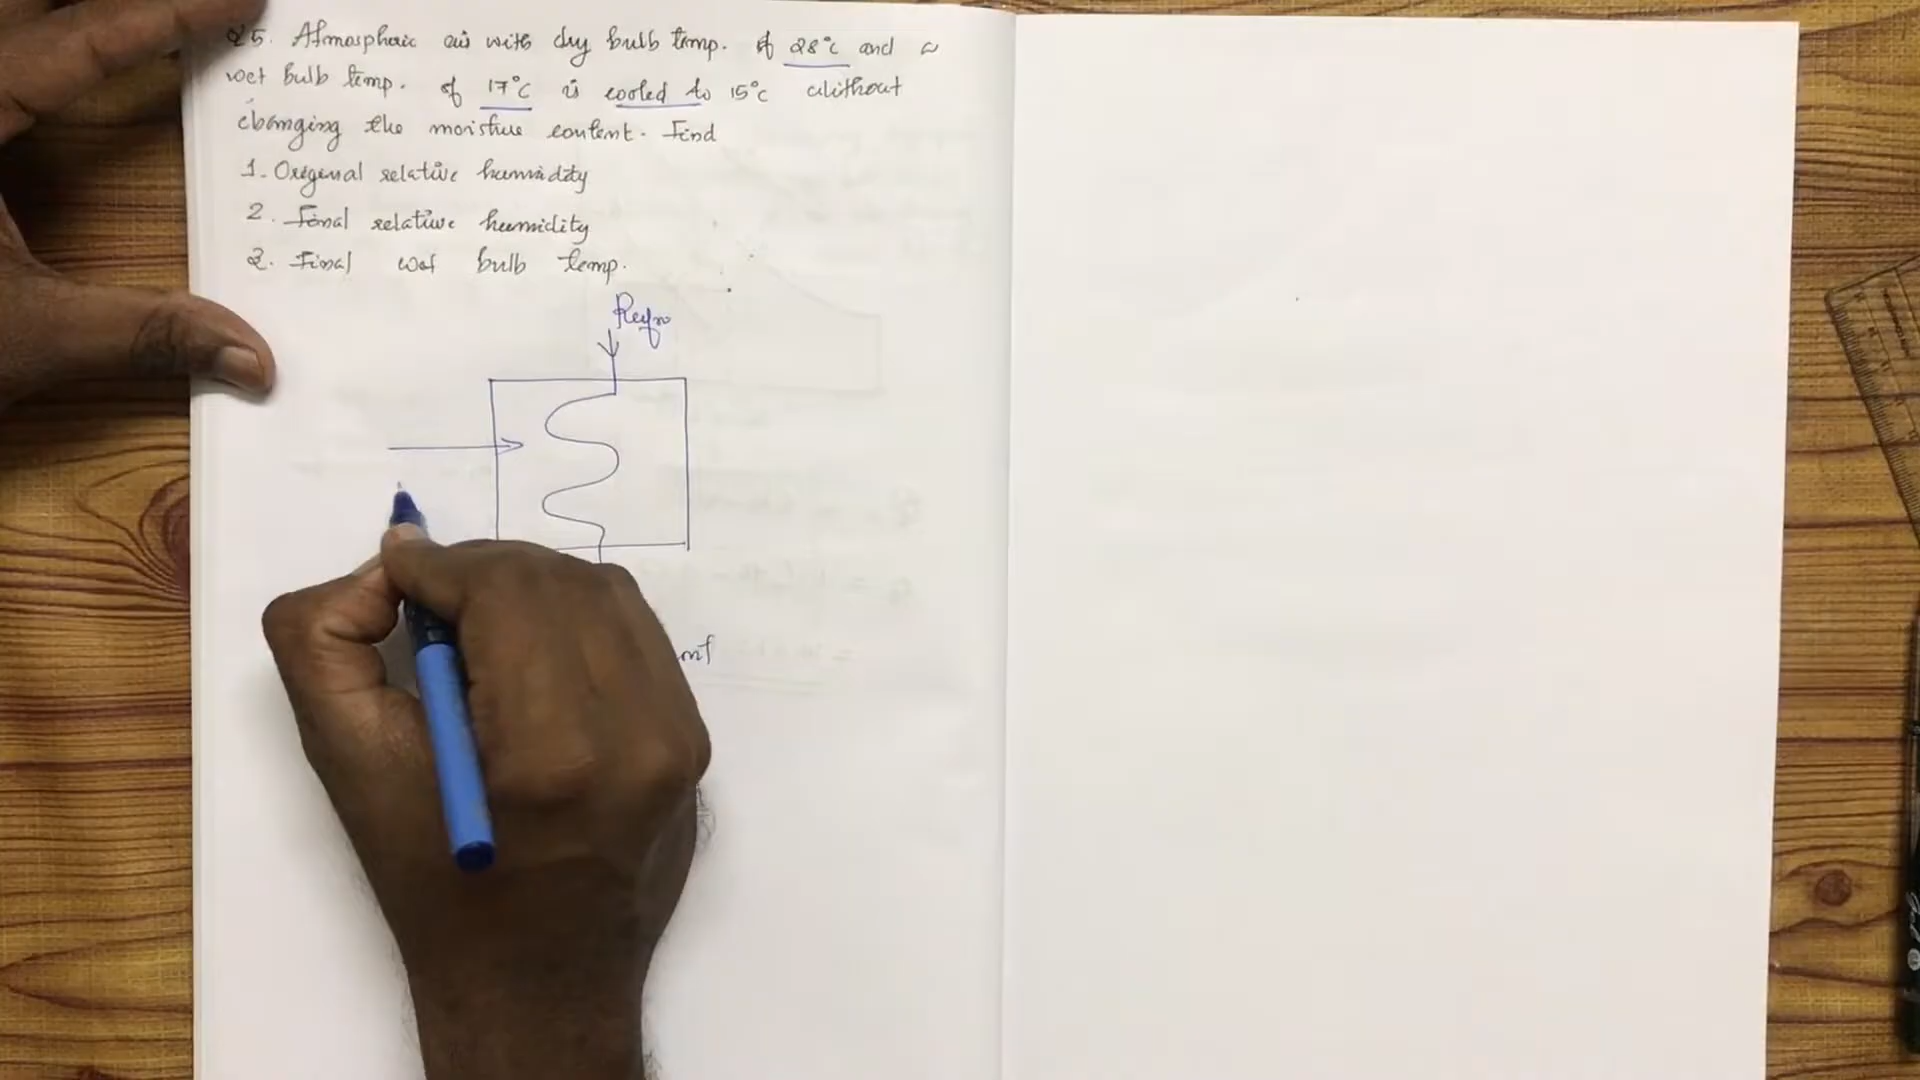 Q5. Atmospheric air with dry bulb temp. of 28°C and a
wet bulb temp. of 17°C is cooled to 15°C without
changing the moisture content. Find
1. Original relative humidity
2. Final relative humidity
2. Final wet bulb temp.
Refr